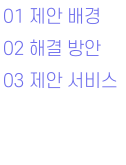 01 제안 배경
02 해결 방안
03 제안 서비스